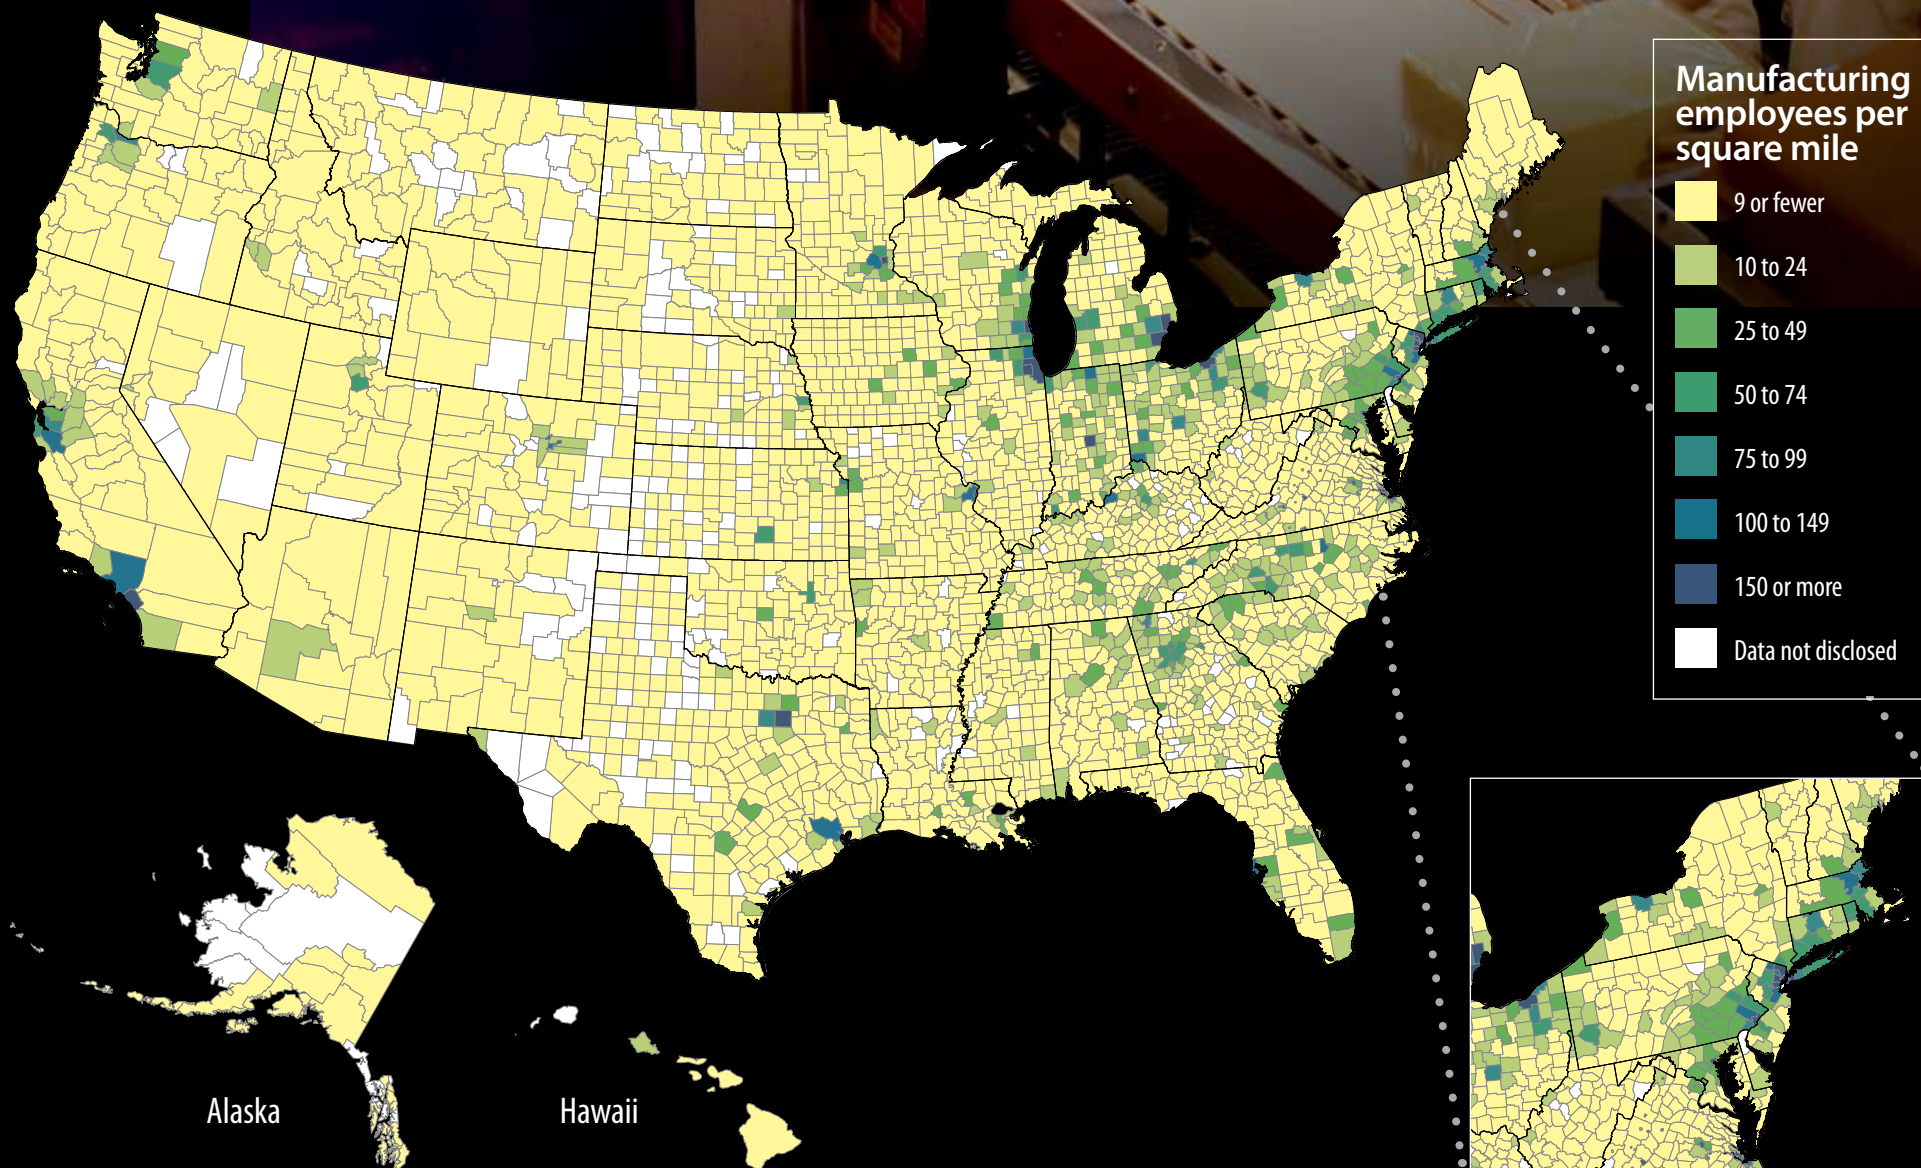 Manufacturing
employees per
square mile
9 or fewer
10 to 24
25 to 49
50 to 74
75 to 99
100 to 149
150 or more
Data not disclosed
Alaska
Hawaii